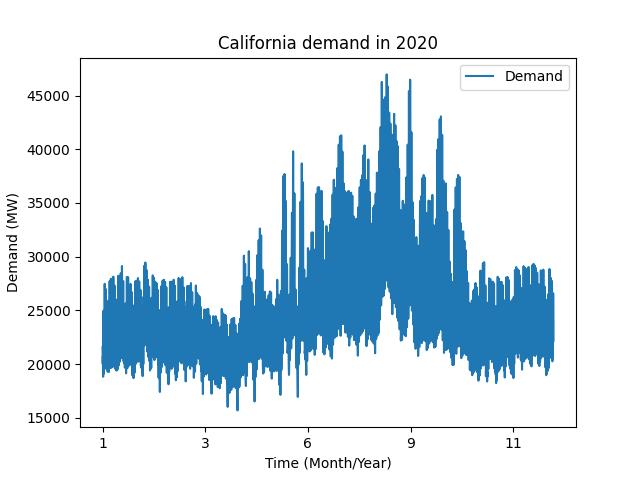 California demand in 2020
Demand
45000
40000
35000
30000
25000
20000
15000
Demand (MW)
1 3 6 9 11
Time (Month/Year)